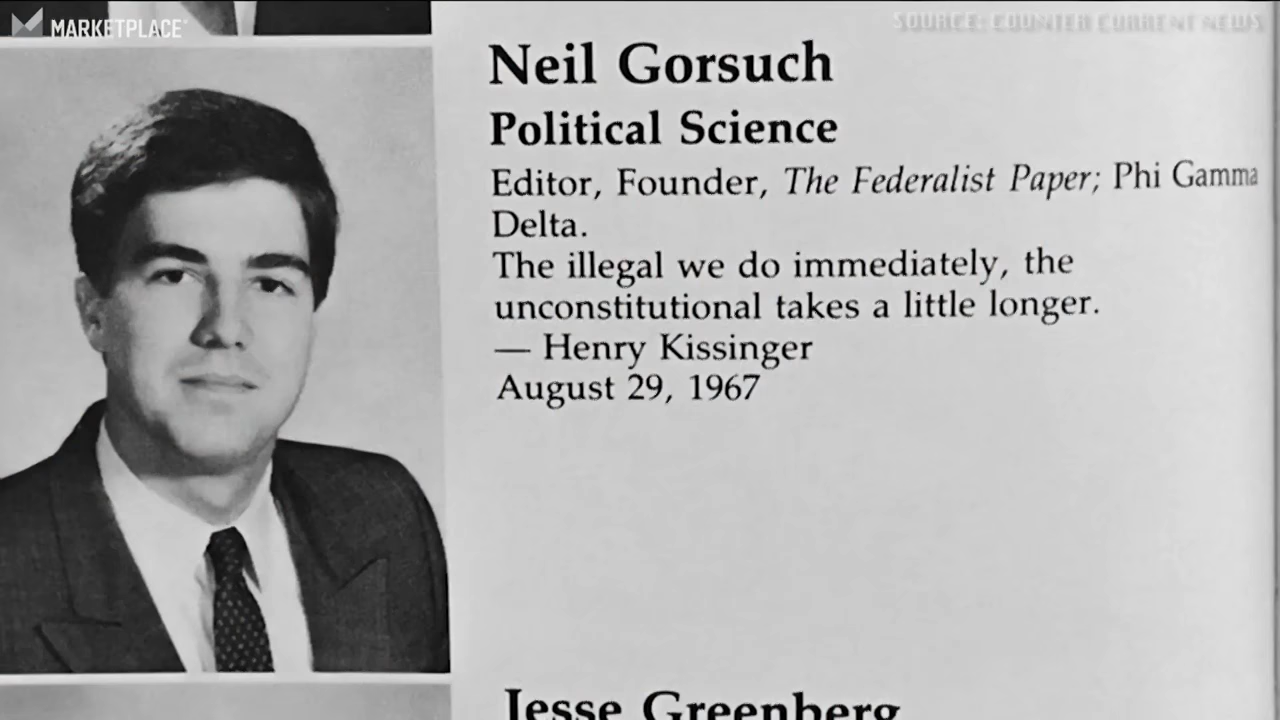 MARKETPLACE
SOURCE: COUNTER CURRENT NEWS
Neil Gorsuch
Political Science
Editor, Founder, The Federalist Paper; Phi Gamma
Delta.
The illegal we do immediately, the
unconstitutional takes a little longer.
— Henry Kissinger
August 29, 1967
Jesse Greenberg